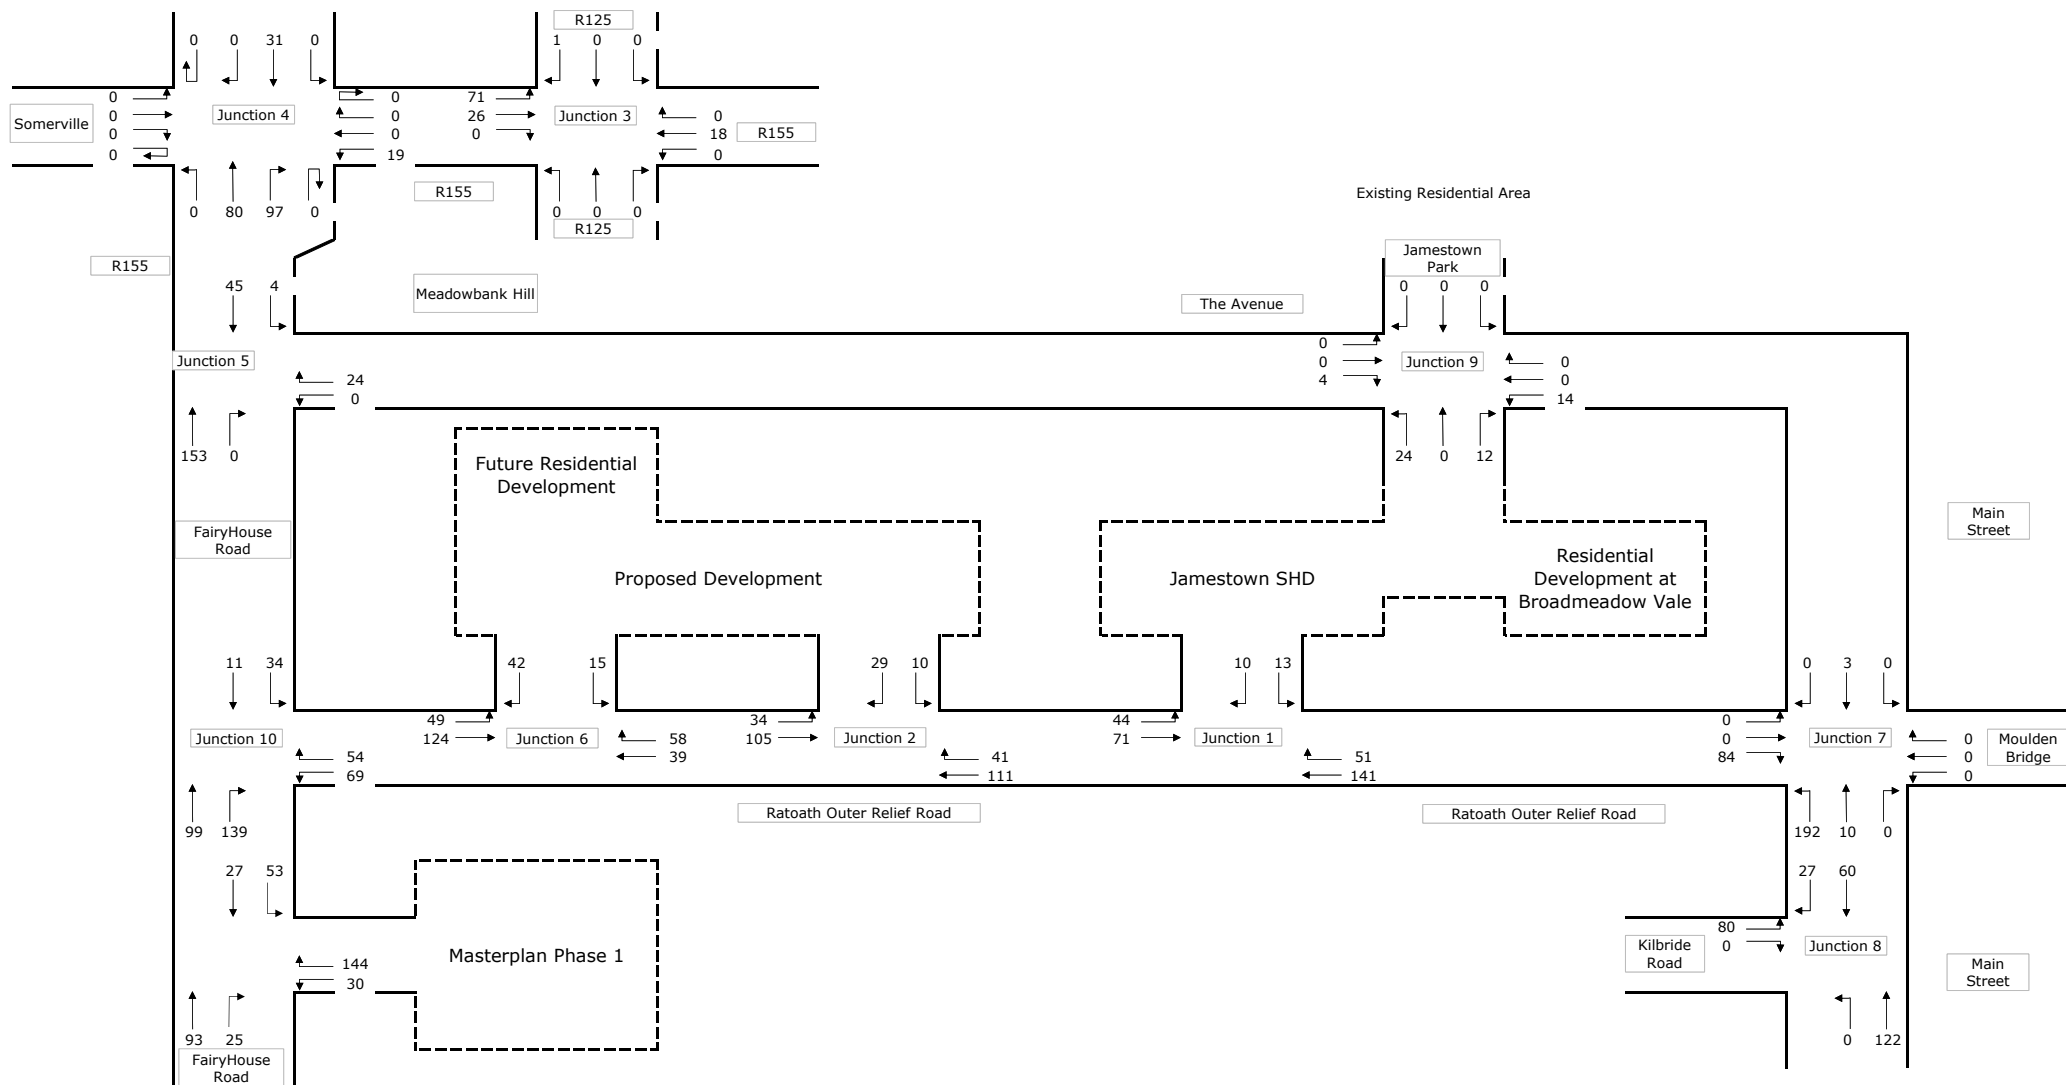 R125
0 0 31 0
1 0 0
Somerville
0
0
0
0
Junction 4
0
0
0
19
71
26
0
Junction 3
0
18
0
R155
0 80 97 0
R155
0 0 0
R125
Existing Residential Area
R155
Meadowbank Hill
The Avenue
Jamestown
Park
45 4
0 0 0
Junction 5
24
0
0
0
4
Junction 9
0
0
14
153 0
24 0 12
Future Residential
Development
FairyHouse
Road
Main
Street
Proposed Development
Jamestown SHD
Residential
Development at
Broadmeadow Vale
11 34
42 15
29 10
10 13
0 3 0
Junction 10
54
69
49
124
Junction 6
58
39
34
105
Junction 2
41
111
44
71
Junction 1
51
141
0
0
84
Junction 7
0
0
0
Moulden
Bridge
99 139
Ratoath Outer Relief Road
Ratoath Outer Relief Road
192 10 0
27 53
27 60
Masterplan Phase 1
144
30
80
0
Kilbride
Road
Junction 8
Main
Street
93 25
0 122
FairyHouse
Road